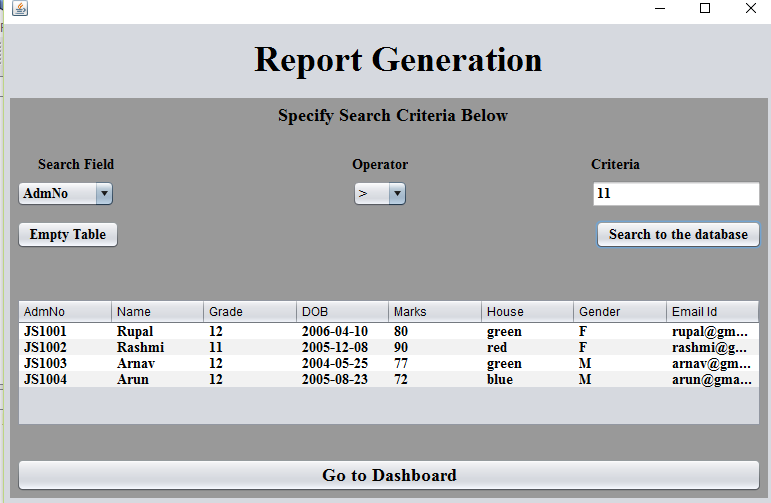 Report Generation
Specify Search Criteria Below
Search Field Operator Criteria
AdmNo > 11
Empty Table Search to the database
AdmNo Name Grade DOB Marks House Gender Email Id
JS1001 Rupal 12 2006-04-10 80 green F rupal@gm...
JS1002 Rashmi 11 2005-12-08 90 red F rashmi@g...
JS1003 Arnav 12 2004-05-25 77 green M arnav@gm...
JS1004 Arun 12 2005-08-23 72 blue M arun@gma...
Go to Dashboard